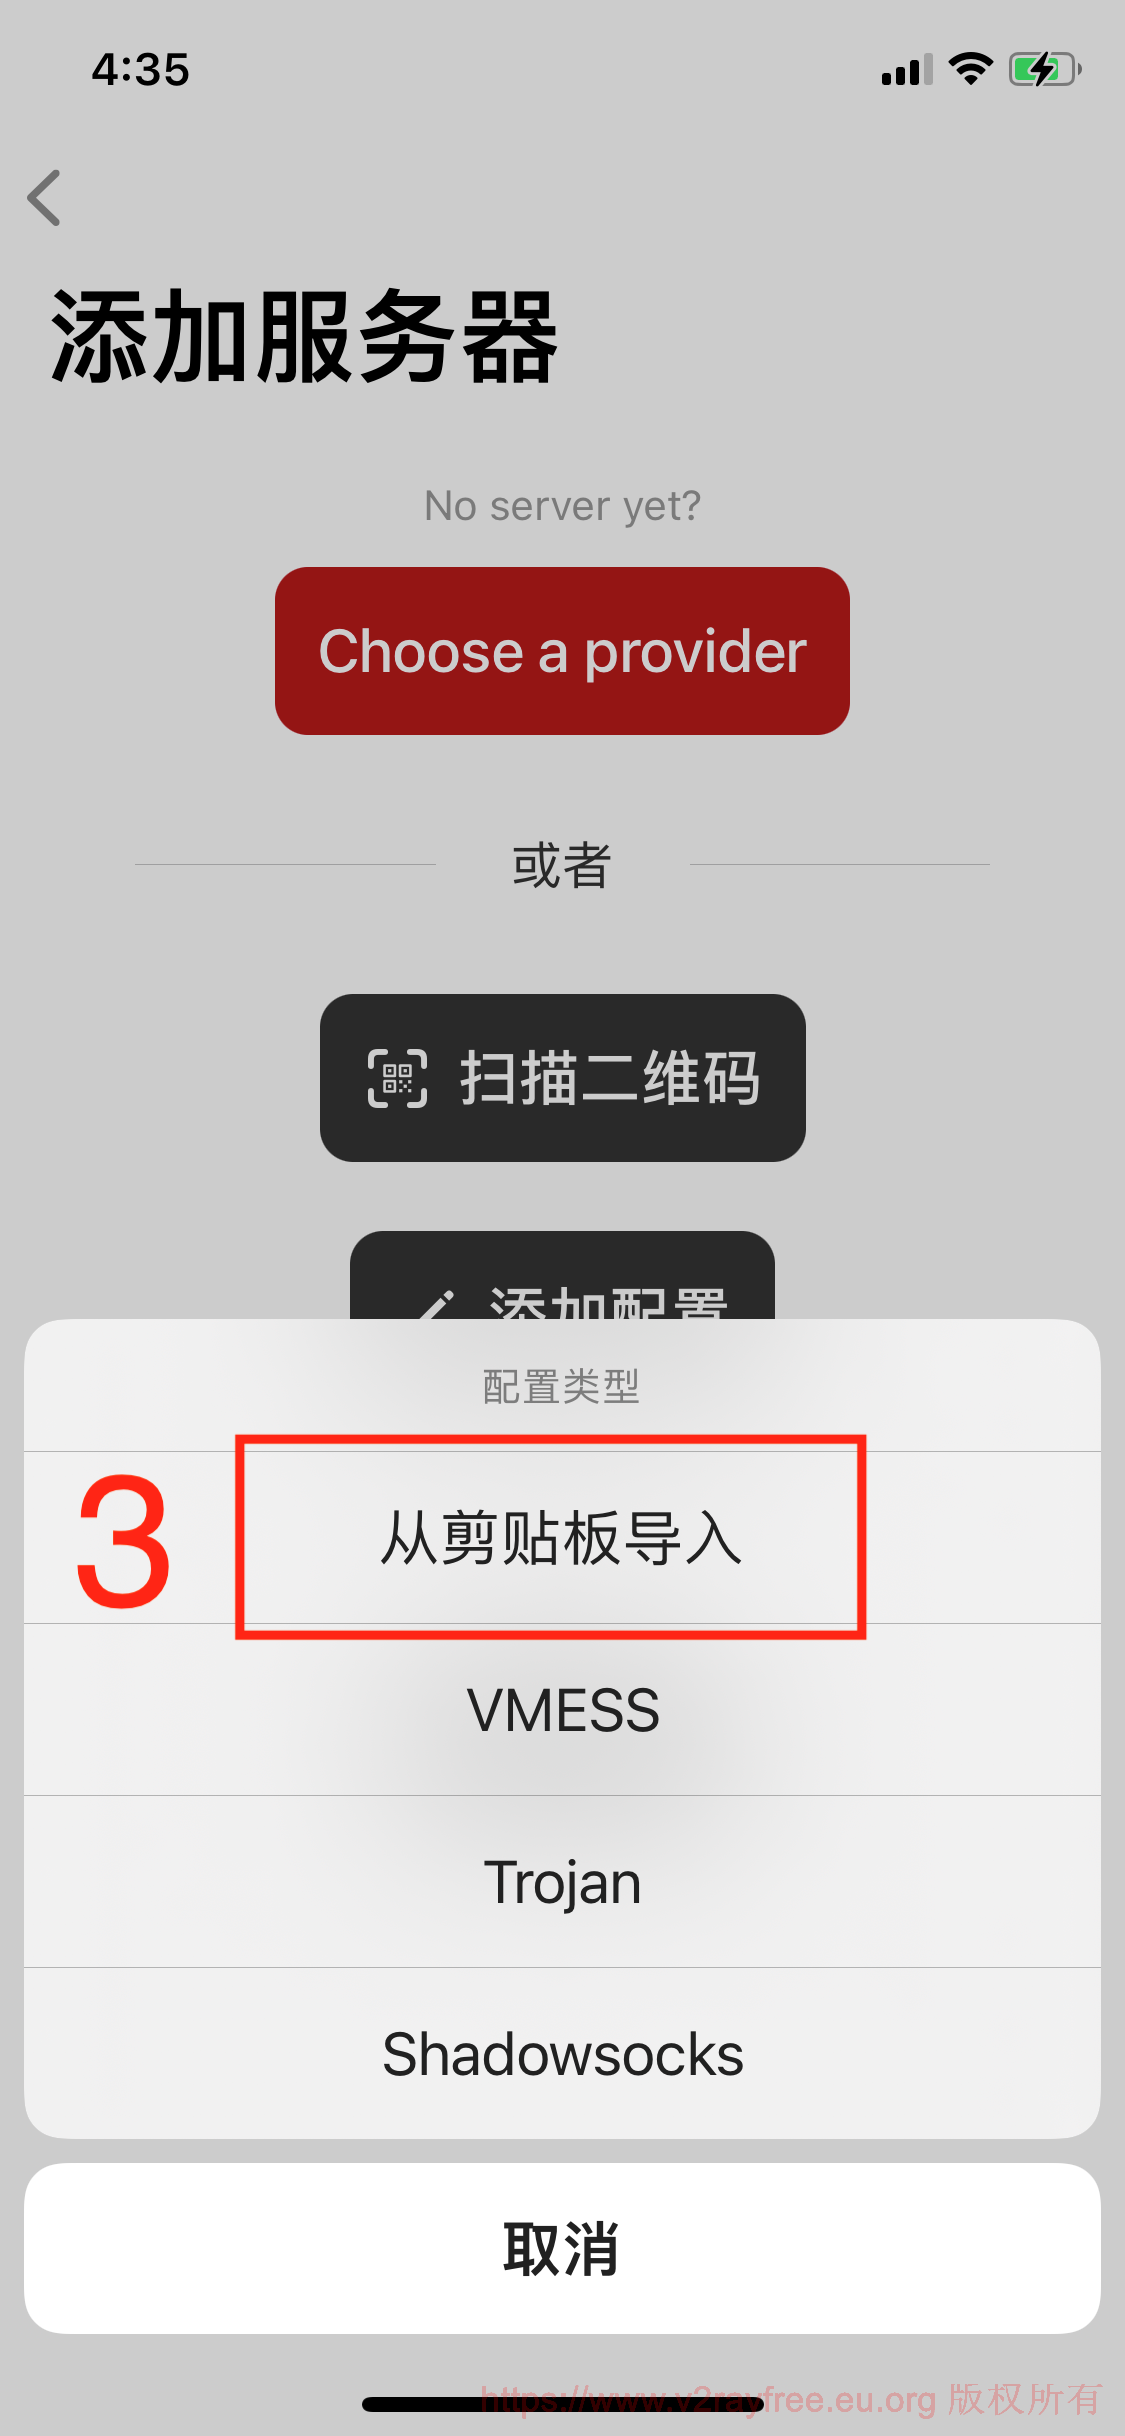 4:35
添加服务器
No server yet?
Choose a provider
或者
扫描二维码
添加配置
配置类型
3
从剪贴板导入
VMESS
Trojan
Shadowsocks
取消
https://www.v2rayfree.eu.org 版权所有